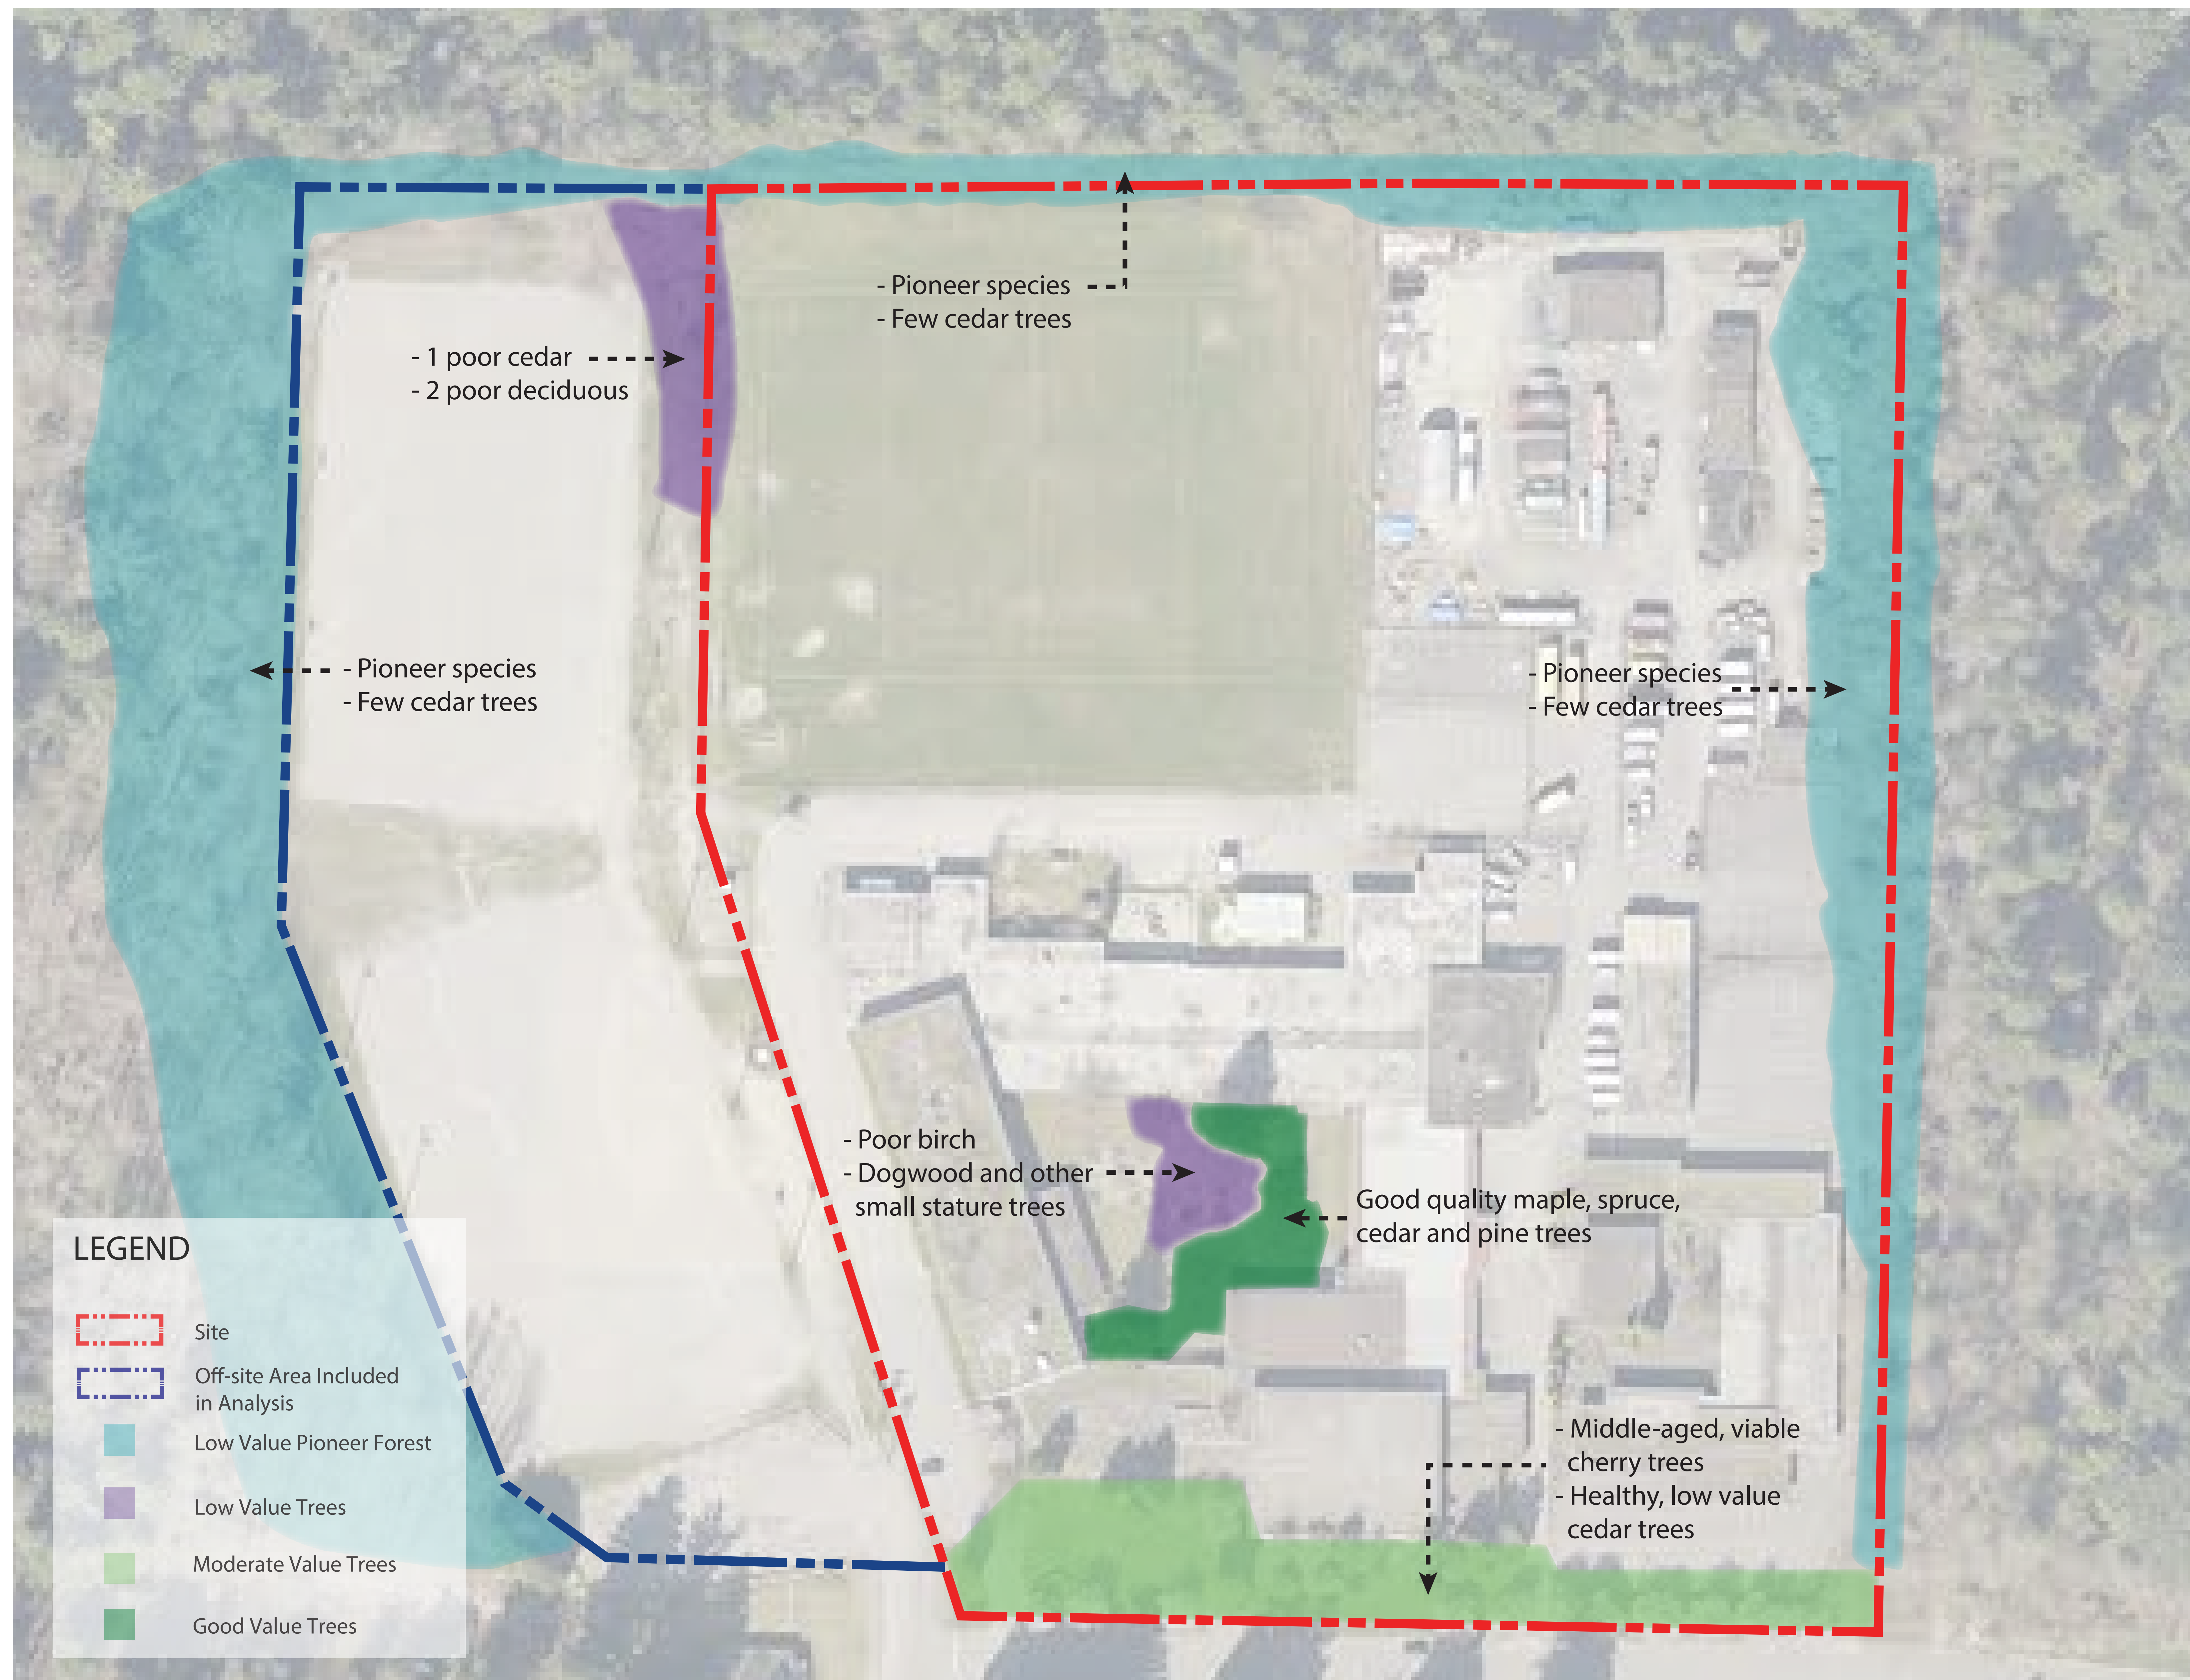 - Pioneer species
- Few cedar trees
- 1 poor cedar
- 2 poor deciduous
- Pioneer species
- Few cedar trees
- Pioneer species
- Few cedar trees
- Poor birch
- Dogwood and other
small stature trees
Good quality maple, spruce,
cedar and pine trees
- Middle-aged, viable
cherry trees
- Healthy, low value
cedar trees
LEGEND
Site
Off-site Area Included
in Analysis
Low Value Pioneer Forest
Low Value Trees
Moderate Value Trees
Good Value Trees